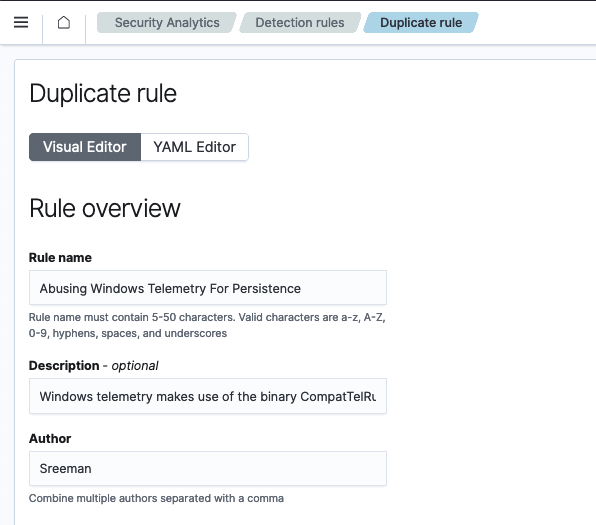 Security Analytics
Detection rules
Duplicate rule
Duplicate rule
Visual Editor
YAML Editor
Rule overview
Rule name
Abusing Windows Telemetry For Persistence
Rule name must contain 5-50 characters. Valid characters are a-z, A-Z,
0-9, hyphens, spaces, and underscores
Description - optional
Windows telemetry makes use of the binary CompatTelRu
Author
Sreeman
Combine multiple authors separated with a comma